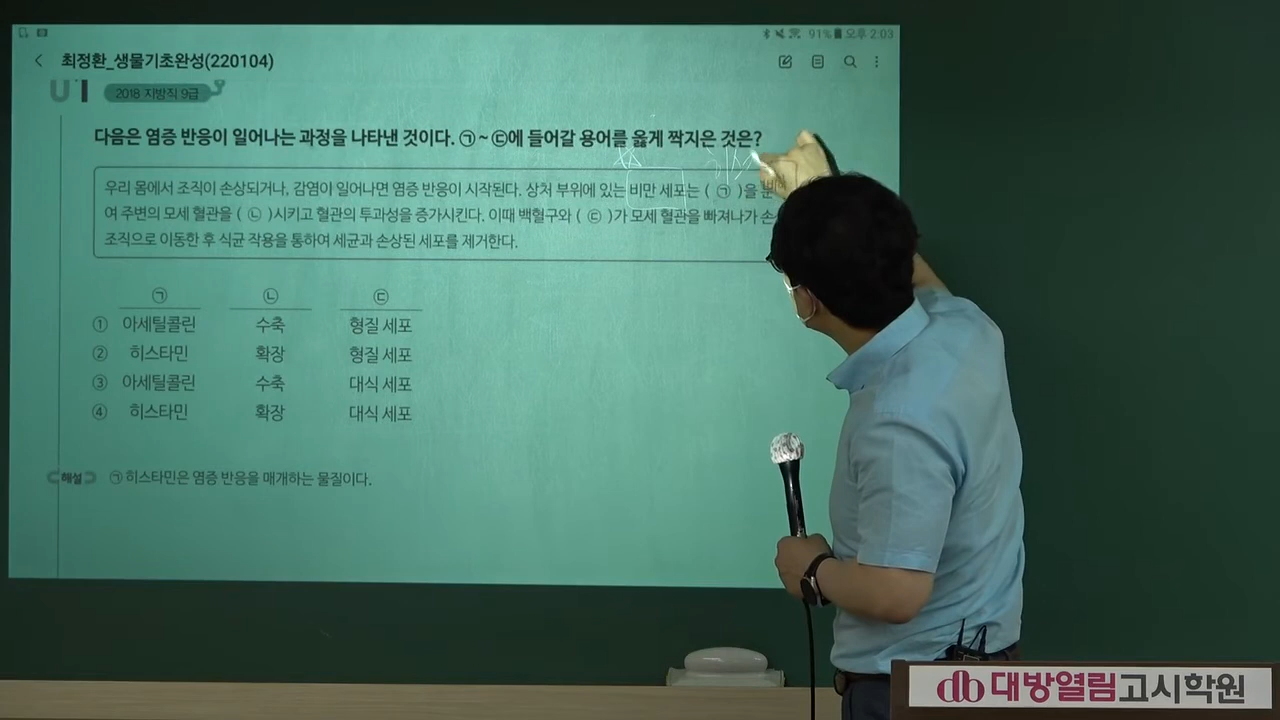 91% 오후 2:03
최정환_생물기초완성(220104)
2018 지방직 9급
다음은 염증 반응이 일어나는 과정을 나타낸 것이다. ㉠ ~ ㉢에 들어갈 용어를 옳게 짝지은 것은?
우리 몸에서 조직이 손상되거나, 감염이 일어나면 염증 반응이 시작된다. 상처 부위에 있는 비만 세포는 ( ㉠ )을
여 주변의 모세 혈관을 ( ㉡ )시키고 혈관의 투과성을 증가시킨다. 이때 백혈구와 ( ㉢ )가 모세 혈관을 빠져나가
조직으로 이동한 후 식균 작용을 통하여 세균과 손상된 세포를 제거한다.
㉠ ㉡ ㉢
① 아세틸콜린 수축 형질 세포
② 히스타민 확장 형질 세포
③ 아세틸콜린 수축 대식 세포
④ 히스타민 확장 대식 세포
해설 ㉠ 히스타민은 염증 반응을 매개하는 물질이다.
대방열림고시학원